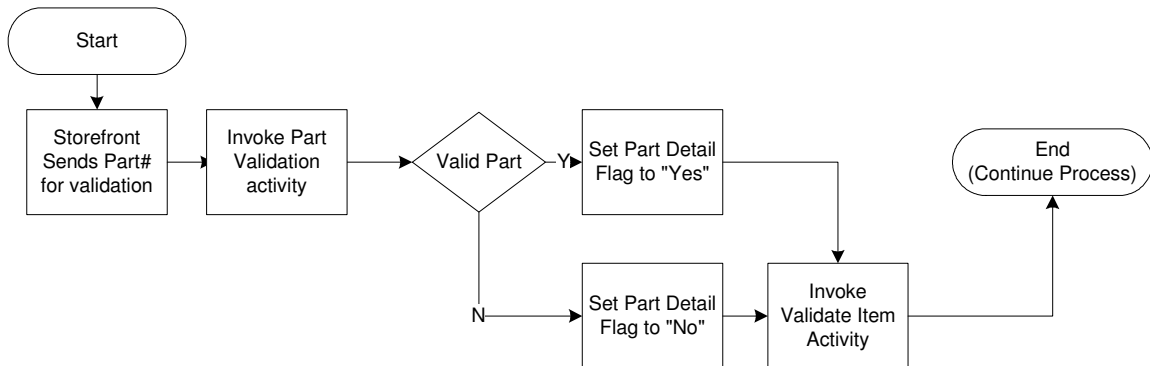 Start
Storefront
Sends Part#
for validation
Invoke Part
Validation
activity
Valid Part
Y
Set Part Detail
Flag to "Yes"
End
(Continue Process)
N
Set Part Detail
Flag to "No"
Invoke
Validate Item
Activity